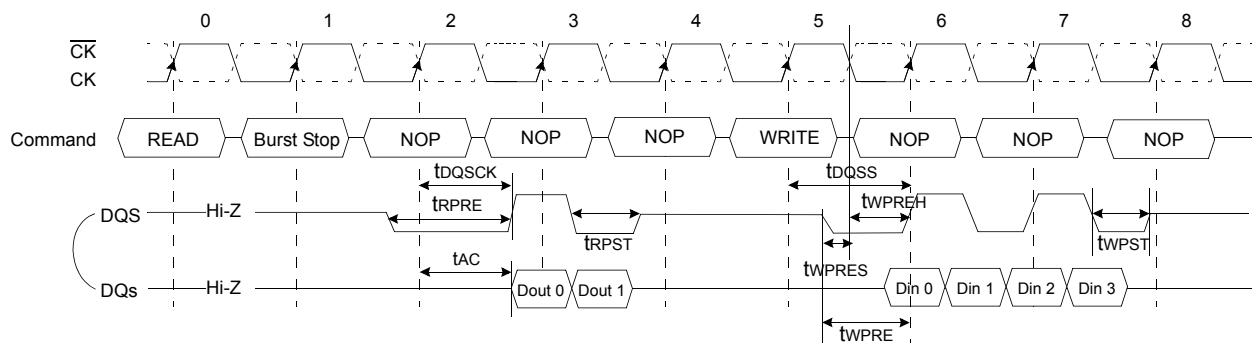 0 1 2 3 4 5 6 7 8
CK
CK
Command READ Burst Stop NOP NOP NOP WRITE NOP NOP NOP
tDQSCK tDQSS
DQS Hi-Z tRPRE tWPREH
tRPST tWPST
tAC tWPRES
DQs Hi-Z Dout 0 Dout 1 Din 0 Din 1 Din 2 Din 3
tWPRE